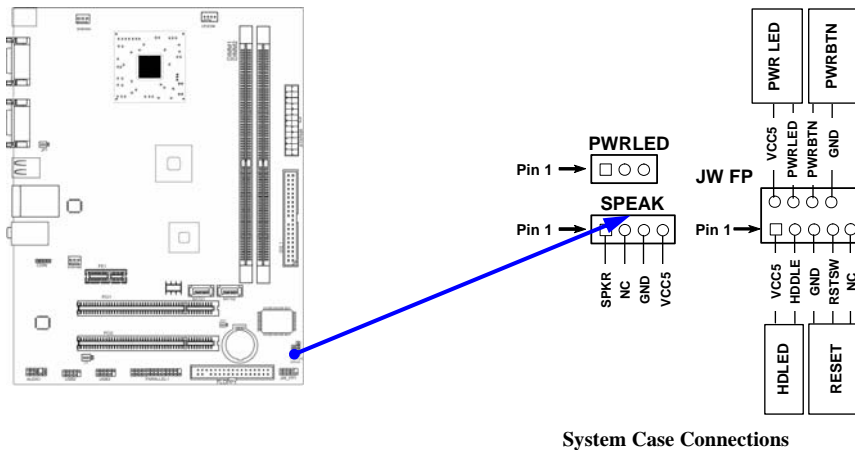 PWR LED
PWRBTN
VCC5
PWRLED
PWRBTN
GND
PWRLED
Pin 1
JW FP
SPEAK
Pin 1
Pin 1
SPKR
NC
GND
VCC5
VCC5
HDDLE
GND
RSTSW
NC
HDLED
RESET
System Case Connections